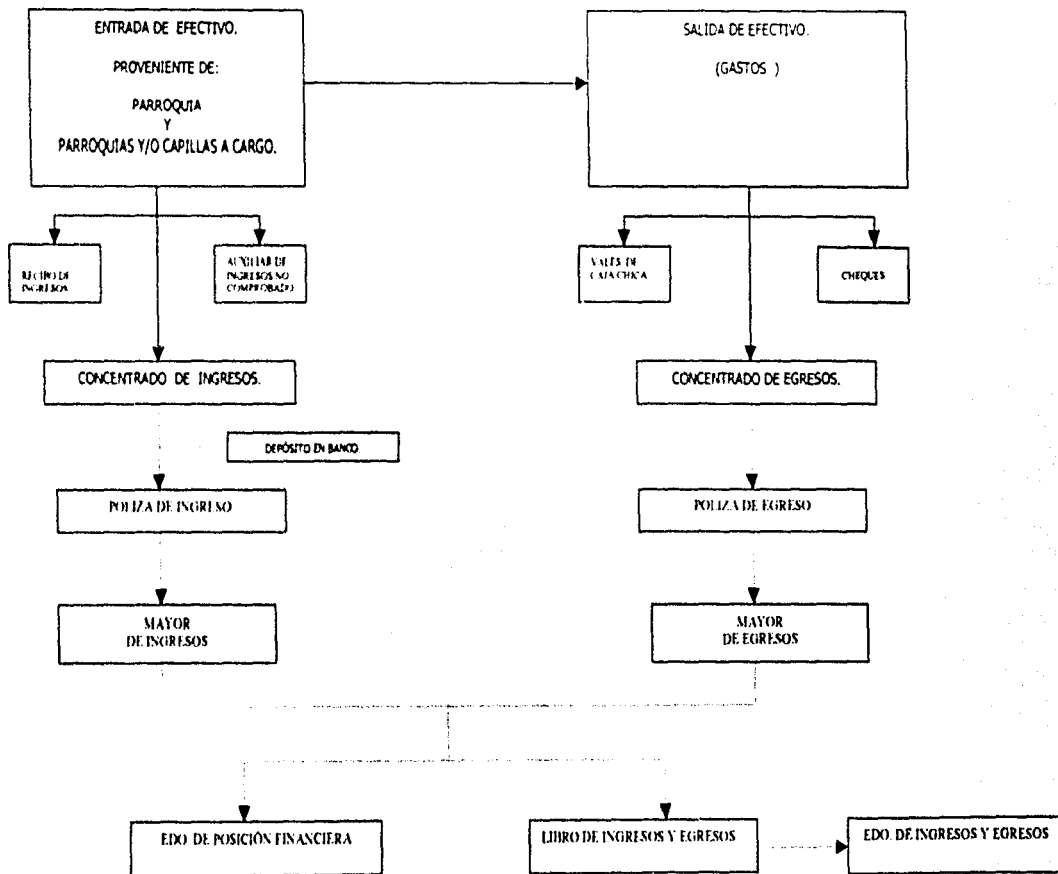 ENTRADA DE EFECTIVO.
PROVENIENTE DE:
PARROQUIA
Y
PARROQUIAS Y/O CAPILLAS A CARGO.
SALIDA DE EFECTIVO.
(GASTOS )
RECIBO DE
INGRESOS
AUXILIAR DE
INGRESOS NO
COMPROBADO
VALES DE
CAJA CHICA
CHEQUES
CONCENTRADO DE INGRESOS.
CONCENTRADO DE EGRESOS.
DEPÓSITO EN BANCO
POLIZA DE INGRESO
POLIZA DE EGRESO
MAYOR
DE INGRESOS
MAYOR
DE EGRESOS
EDO. DE POSICIÓN FINANCIERA
LIBRO DE INGRESOS Y EGRESOS
EDO. DE INGRESOS Y EGRESOS